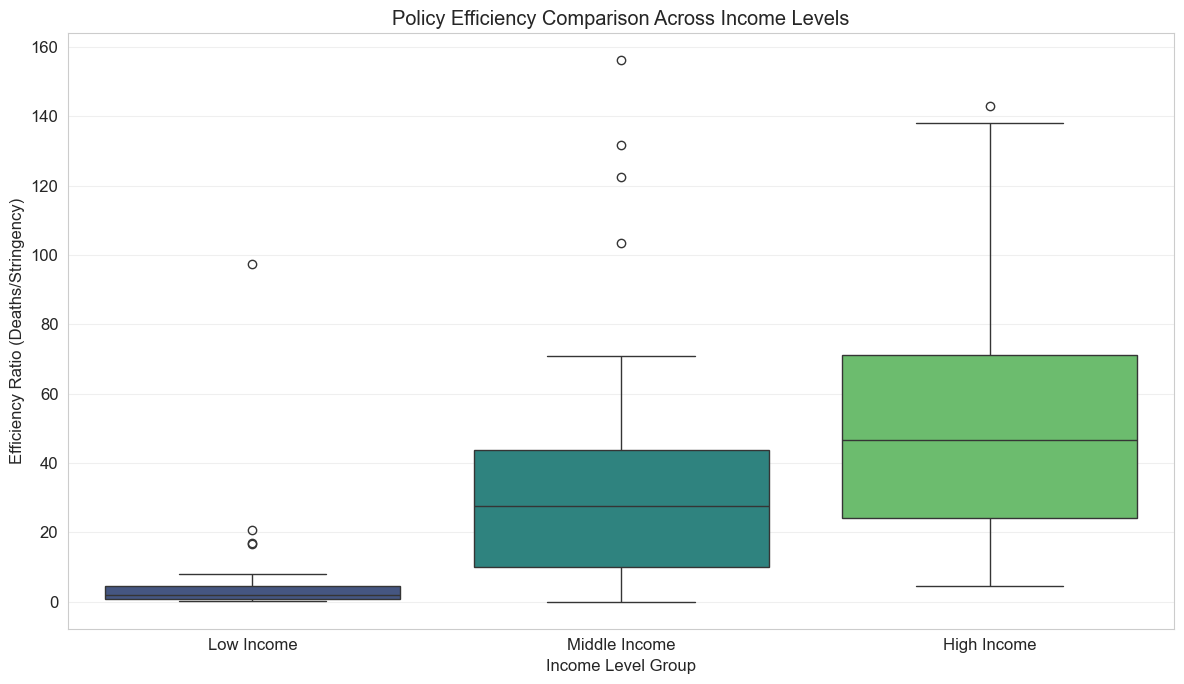 Policy Efficiency Comparison Across Income Levels
Efficiency Ratio (Deaths/Stringency)
160
140
120
100
80
60
40
20
0
Low Income
Middle Income
High Income
Income Level Group